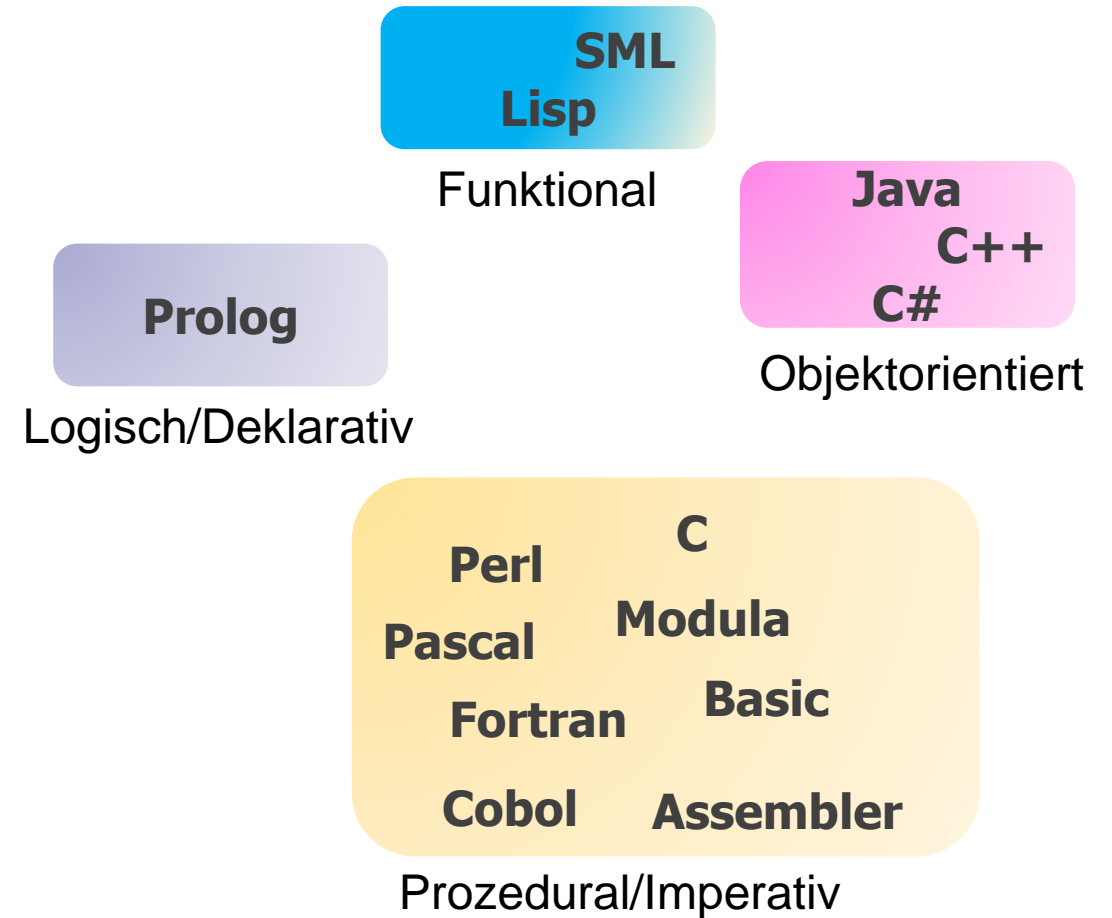 SML
Lisp
Funktional
Java
C++
C#
Objektorientiert
Prolog
Logisch/Deklarativ
C
Perl
Modula
Pascal
Basic
Fortran
Cobol
Assembler
Prozedural/Imperativ